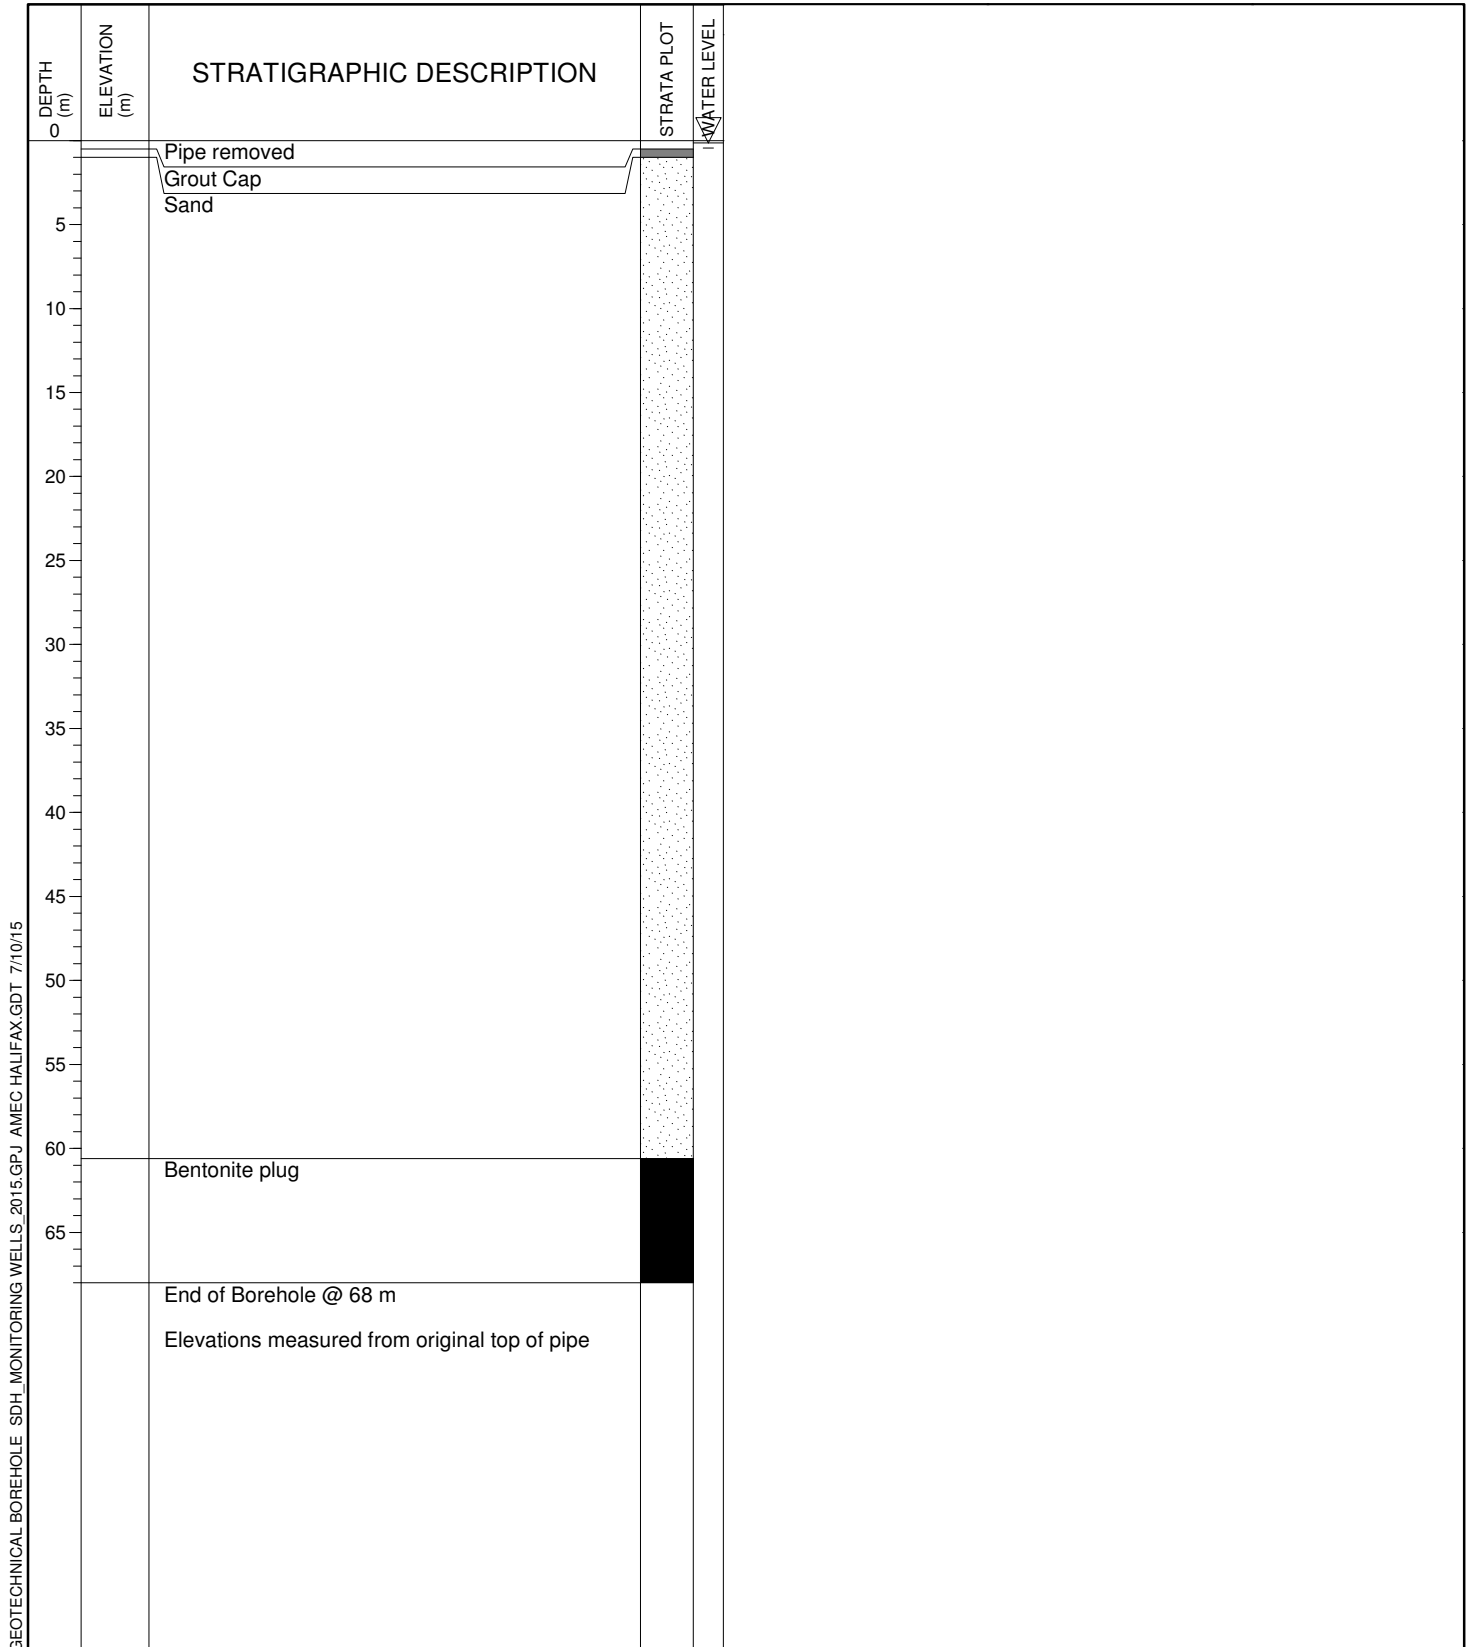 DEPTH
(m)
0
ELEVATION
(m)
STRATIGRAPHIC DESCRIPTION
STRATA PLOT
WATER LEVEL
Pipe removed
Grout Cap
Sand
5
10
15
20
25
30
35
40
45
50
55
60
Bentonite plug
65
End of Borehole @ 68 m
Elevations measured from original top of pipe
GEOTECHNICAL BOREHOLE SDH_MONITORING WELLS_2015.GPJ AMEC HALIFAX.GDT 7/10/15